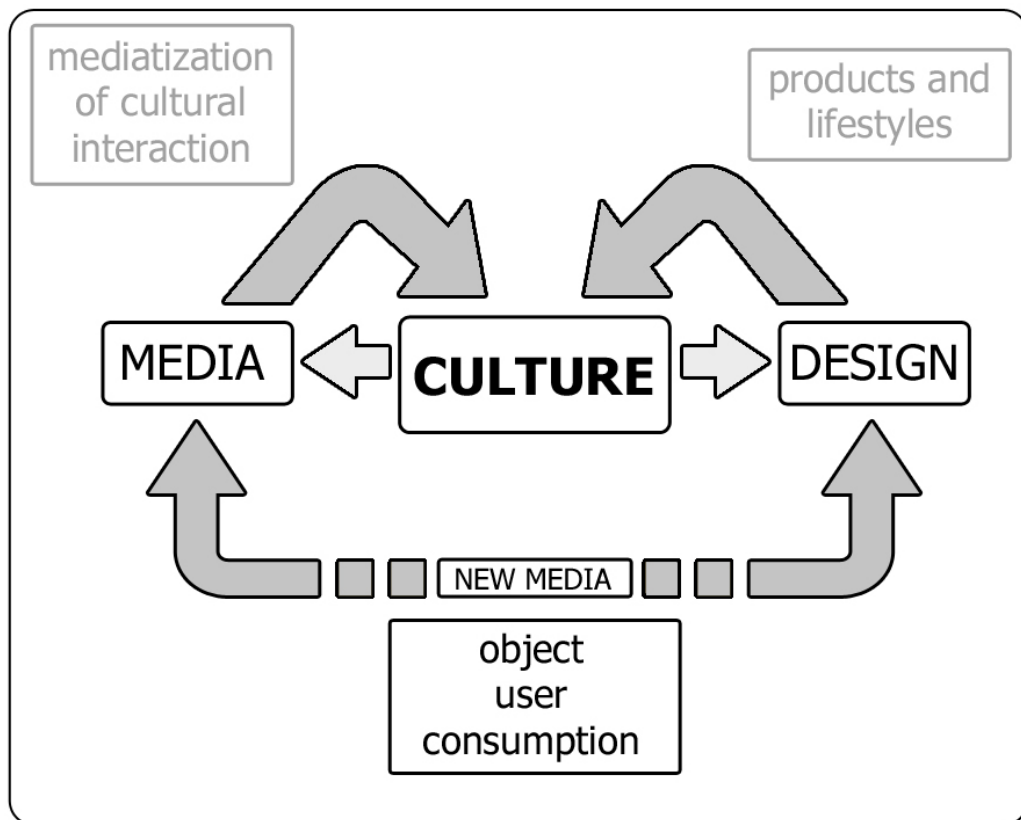 mediatization
of cultural
interaction
products and
lifestyles
MEDIA
CULTURE
DESIGN
NEW MEDIA
object
user
consumption